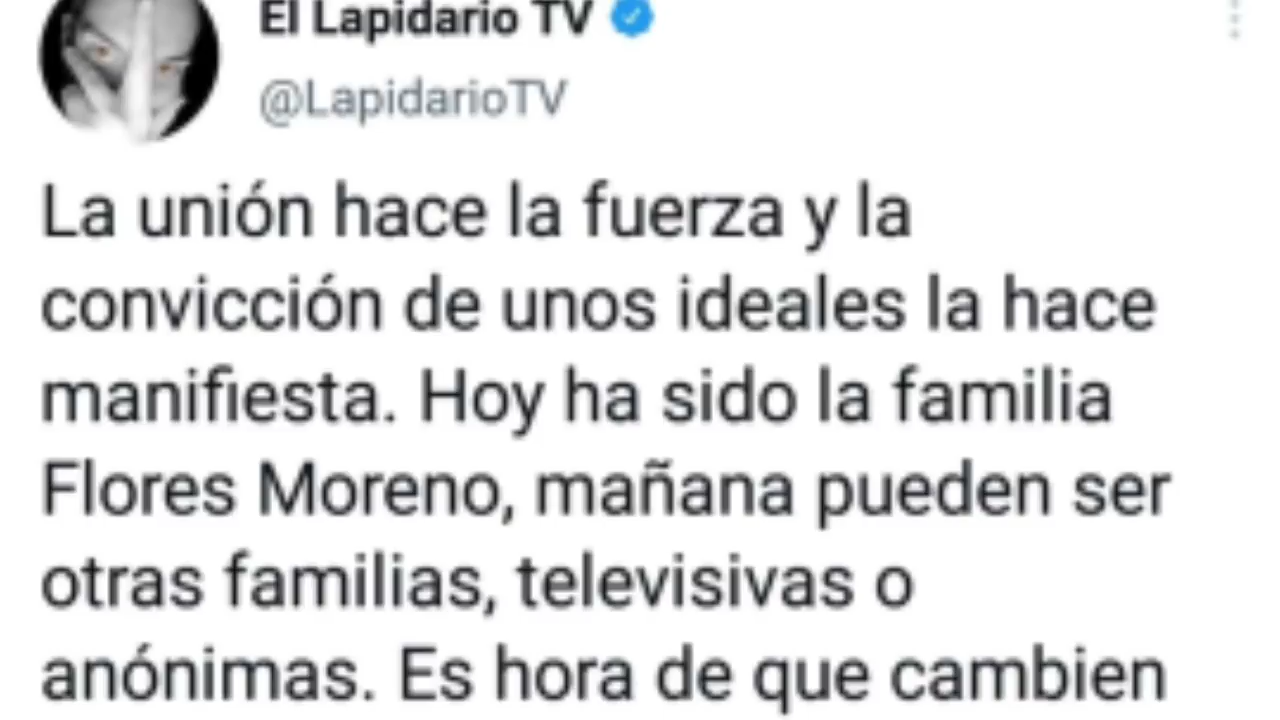 El Lapidario TV
@LapidarioTV
La unión hace la fuerza y la
convicción de unos ideales la hace
manifiesta. Hoy ha sido la familia
Flores Moreno, mañana pueden ser
otras familias, televisivas o
anónimas. Es hora de que cambien